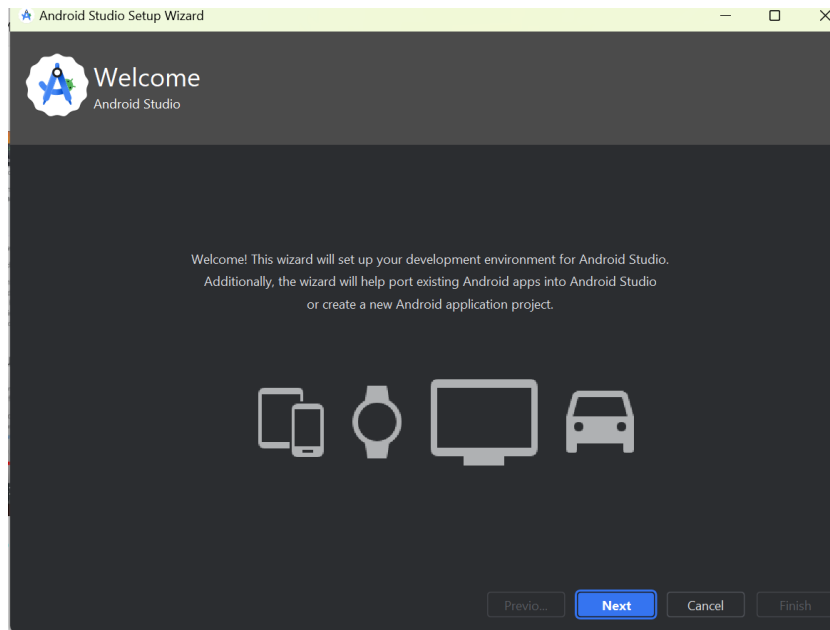 Android Studio Setup Wizard
Welcome
Android Studio
Welcome! This wizard will set up your development environment for Android Studio.
Additionally, the wizard will help port existing Android apps into Android Studio
or create a new Android application project.
Previo...
Next
Cancel
Finish